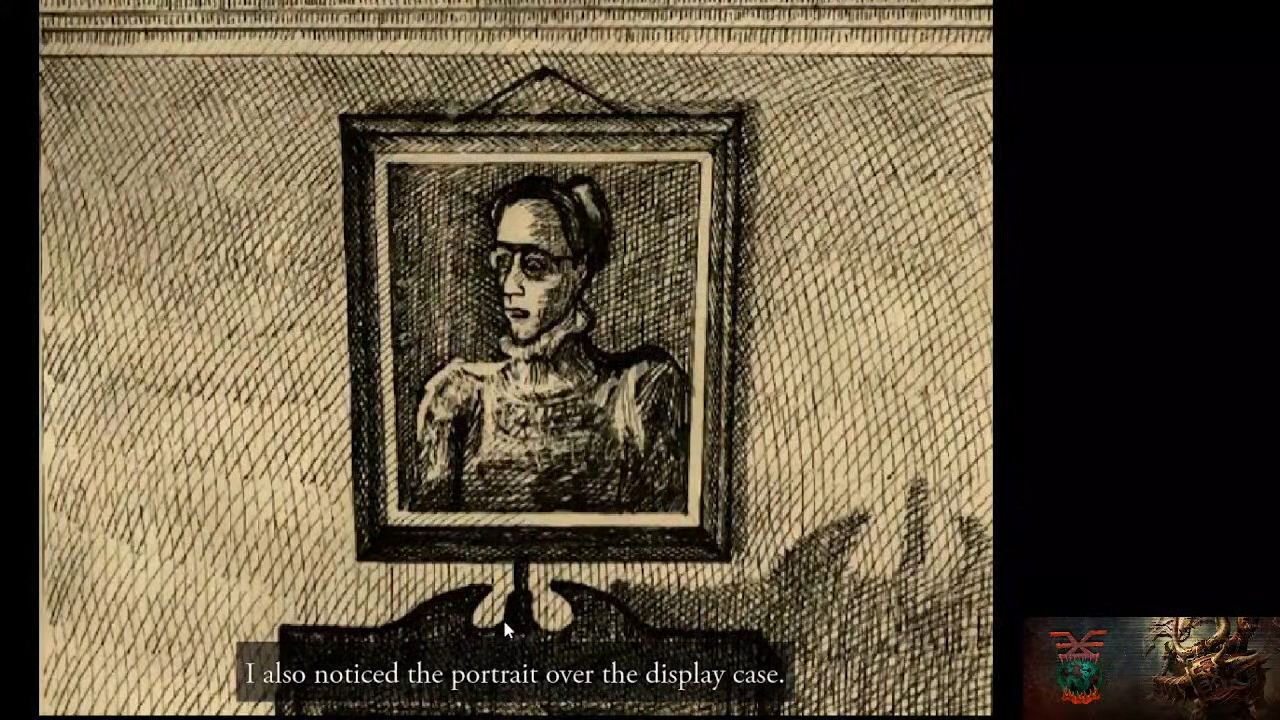 I also noticed the portrait over the display case.